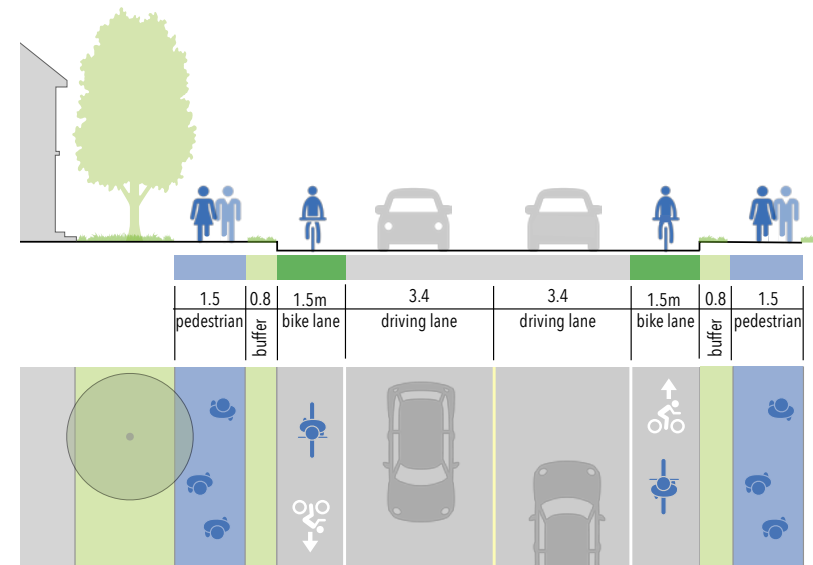 1.5 0.8 1.5m 3.4 3.4 1.5m 0.8 1.5
pedestrian buffer bike lane driving lane driving lane bike lane buffer pedestrian